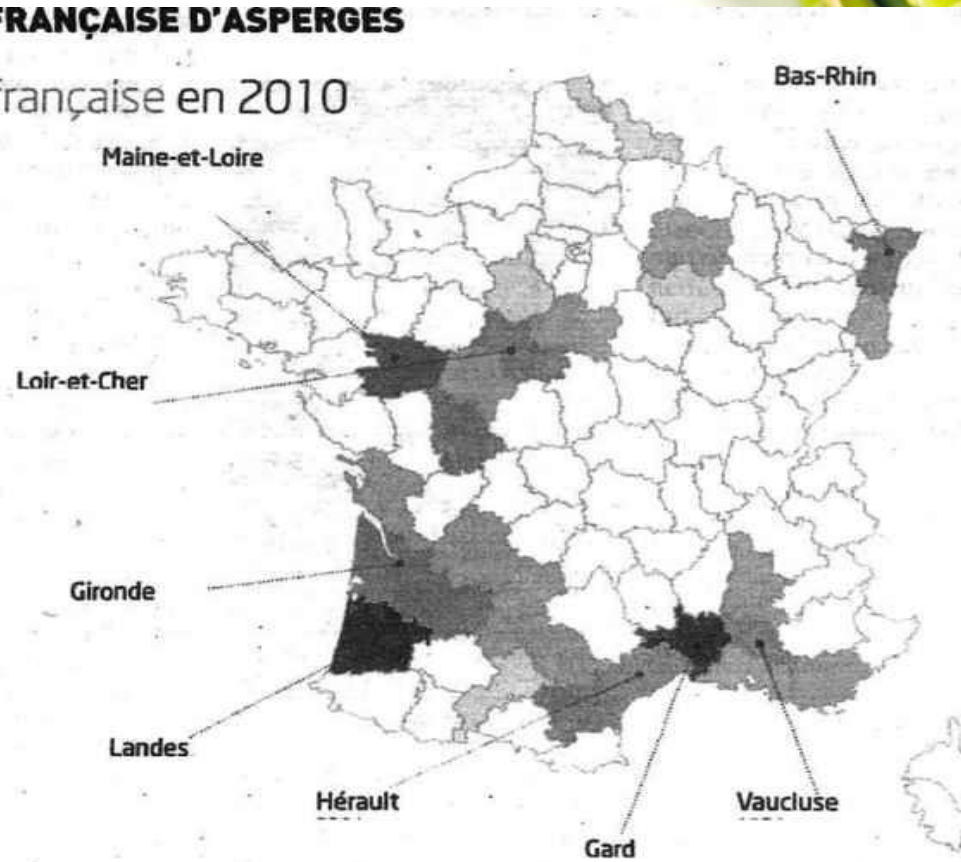 FRANÇAISE D'ASPERGES
française en 2010
Bas-Rhin
Maine-et-Loire
Loir-et-Cher
Gironde
Landes
Hérault
Vaucluse
Gard